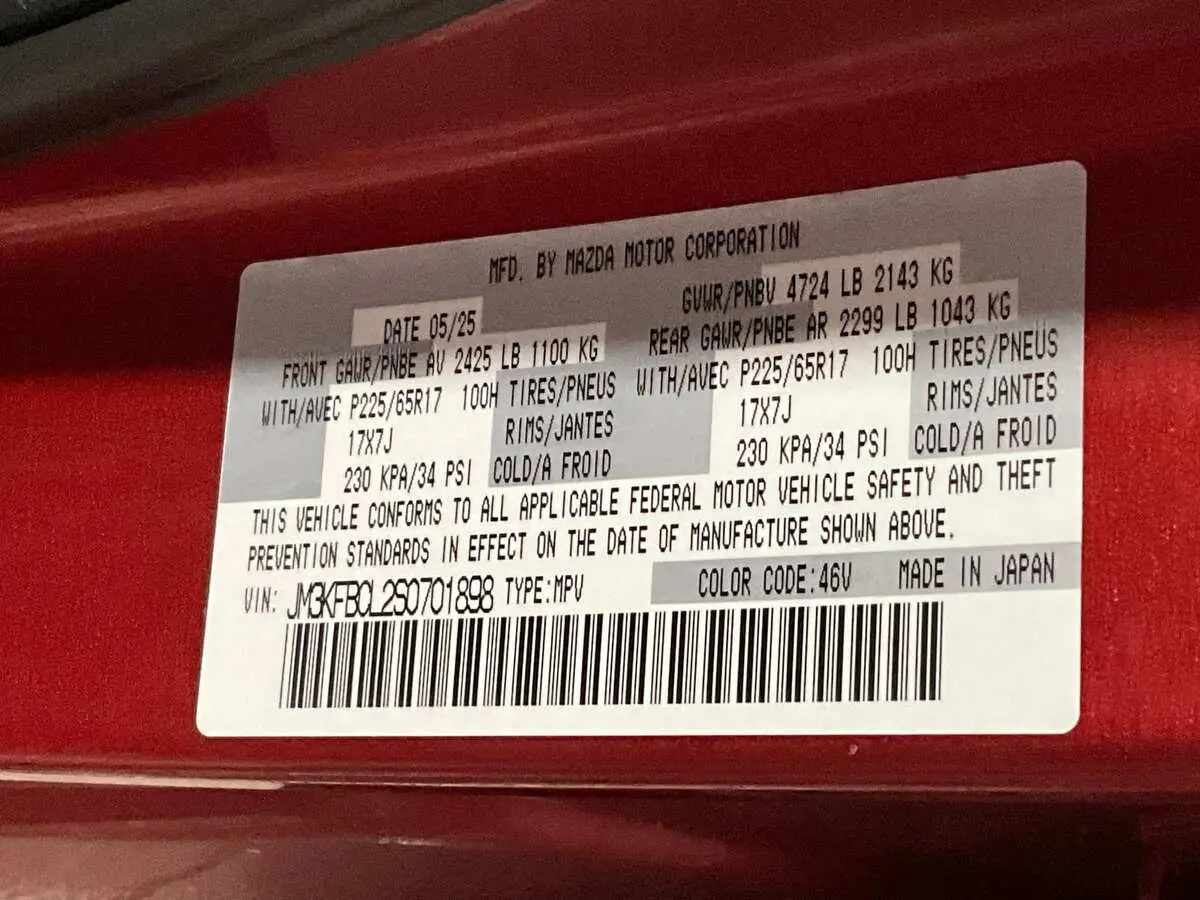 MFD. BY MAZDA MOTOR CORPORATION
DATE 05/25 GVWR/PNBV 4724 LB 2143 KG
FRONT GAWR/PNBE AV 2425 LB 1100 KG REAR GAWR/PNBE AR 2299 LB 1043 KG
WITH/AVEC P225/65R17 100H TIRES/PNEUS WITH/AVEC P225/65R17 100H TIRES/PNEUS
17X7J RIMS/JANTES 17X7J RIMS/JANTES
230 KPA/34 PSI COLD/A FROID 230 KPA/34 PSI COLD/A FROID
THIS VEHICLE CONFORMS TO ALL APPLICABLE FEDERAL MOTOR VEHICLE SAFETY AND THEFT
PREVENTION STANDARDS IN EFFECT ON THE DATE OF MANUFACTURE SHOWN ABOVE.
VIN: JM3KFBCL2S0701898 TYPE:MPV COLOR CODE:46V MADE IN JAPAN